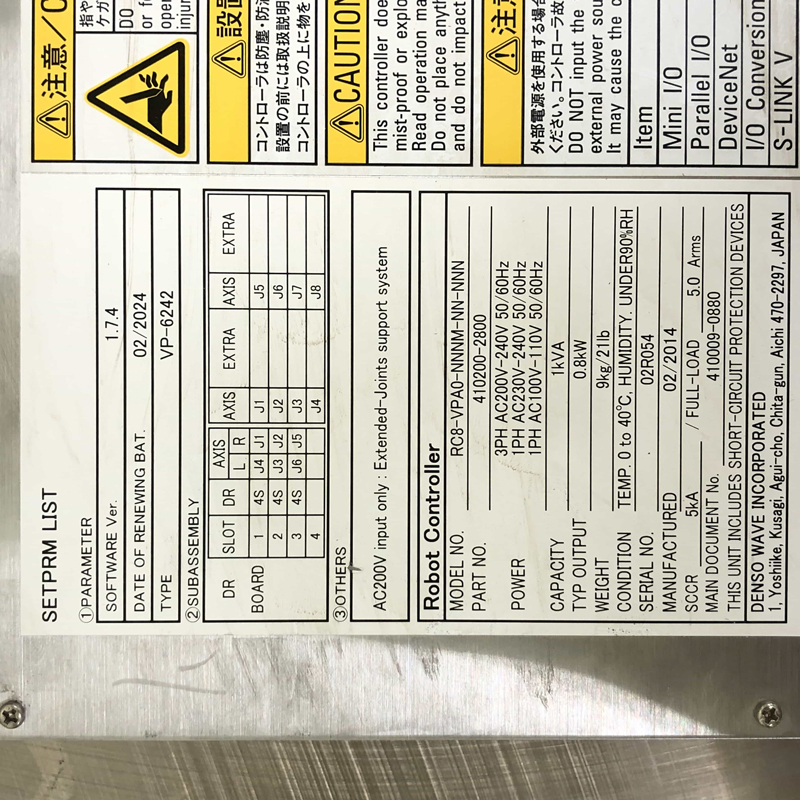 注意/C
指や
ケガ
DO
or f
oper
injur
設置
コントローラは防塵・防滴
設置の前には取扱説明
コントローラの上に物を
CAUTION
This controller doe
mist-proof or explo
Read operation ma
Do not place anyth
and do not impact
注意
外部電源を使用する場合
ください。コントローラ故
DO NOT input the
external power sou
It may cause the c
Item
Mini I/O
Parallel I/O
DeviceNet
I/O Conversion
S-LINK V
SETPRM LIST
①PARAMETER
SOFTWARE Ver. 1.7.4
DATE OF RENEWING BAT. 02/2024
TYPE VP-6242
②SUBASSEMBLY
DR SLOT DR AXIS AXIS EXTRA AXIS EXTRA
L R
BOARD 1 4S J4 J1 J1 J5
2 4S J3 J2 J2 J6
3 4S J6 J5 J3 J7
4 J4 J8
③OTHERS
AC200V input only : Extended-Joints support system
Robot Controller
MODEL NO. RC8-VPA0-NNNM-NN-NNN
PART NO. 410200-2800
POWER 3PH AC200V-240V 50/60Hz
1PH AC230V-240V 50/60Hz
1PH AC100V-110V 50/60Hz
CAPACITY 1kVA
TYP OUTPUT 0.8kW
WEIGHT 9kg/21lb
CONDITION TEMP. 0 to 40°C, HUMIDITY. UNDER90%RH
SERIAL NO. 02R054
MANUFACTURED 02/2014
SCCR 5kA / FULL-LOAD 5.0 Arms
MAIN DOCUMENT No. 410009-0880
THIS UNIT INCLUDES SHORT-CIRCUIT PROTECTION DEVICES
DENSO WAVE INCORPORATED
1, Yoshiike, Kusagi, Agui-cho, Chita-gun, Aichi 470-2297, JAPAN